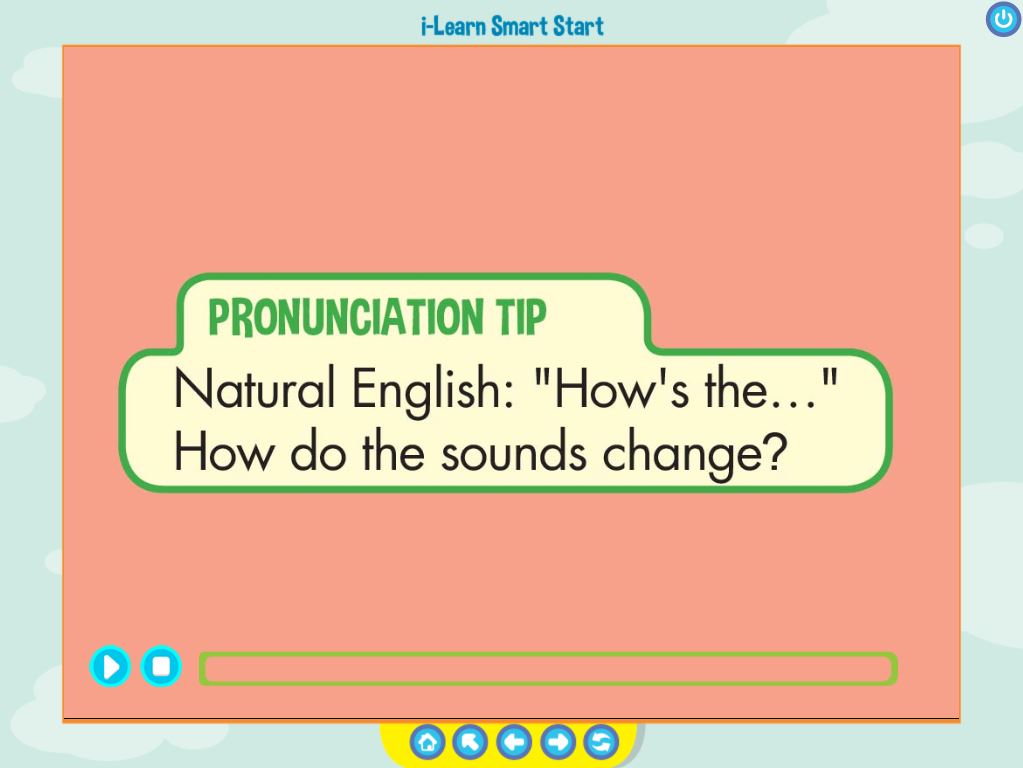 i-Learn Smart Start
PRONUNCIATION TIP
Natural English: "How's the..."
How do the sounds change?